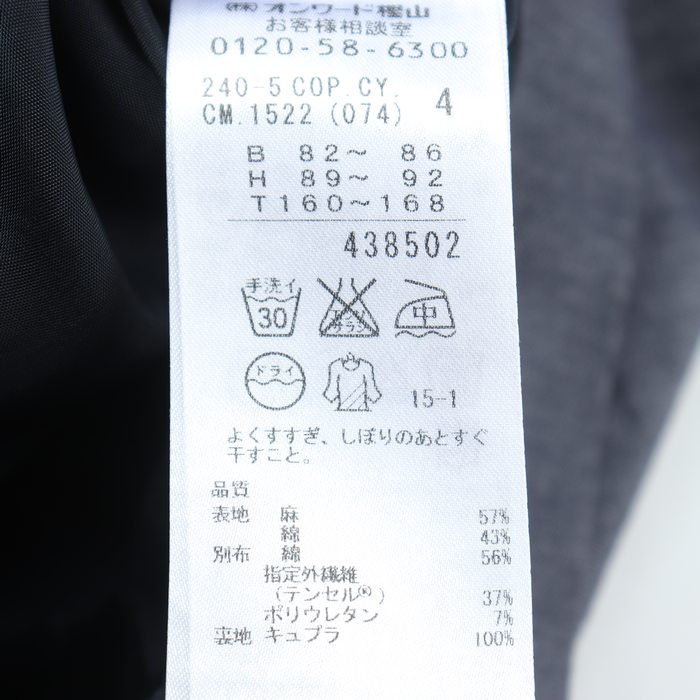 ㈱オンワード樫山
お客様相談室
0120-58-6300
240-5 COP.CY.
CM.1522 (074) 4
B 82～ 86
H 89～ 92
T160～168
438502
手洗イ
30
エンソ
サラシ
中
ドライ
15-1
よくすすぎ、しぼりのあとすぐ
干すこと。
品質
表地 麻 57%
綿 43%
別布 綿 56%
指定外繊維
(テンセル®) 37%
ポリウレタン 7%
裏地 キュプラ 100%